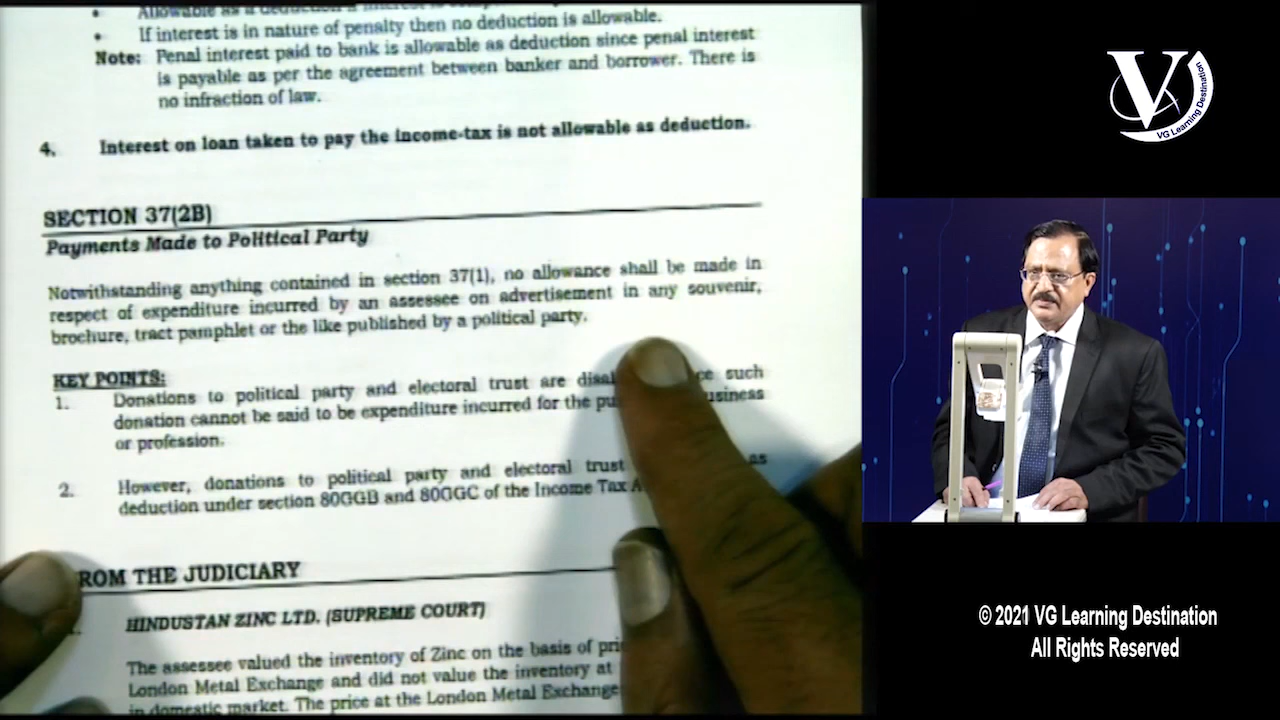 Allowable as a deduction
• If interest is in nature of penalty then no deduction is allowable.
Note: Penal interest paid to bank is allowable as deduction since penal interest
is payable as per the agreement between banker and borrower. There is
no infraction of law.
4. Interest on loan taken to pay the income-tax is not allowable as deduction.
SECTION 37(2B)
Payments Made to Political Party
Notwithstanding anything contained in section 37(1), no allowance shall be made in
respect of expenditure incurred by an assessee on advertisement in any souvenir,
brochure, tract pamphlet or the like published by a political party.
KEY POINTS:
1. Donations to political party and electoral trust are such
donation cannot be said to be expenditure incurred for the
or profession.
2. However, donations to political party and electoral trust as
deduction under section 80GGB and 80GGC of the Income Tax
ROM THE JUDICIARY
HINDUSTAN ZINC LTD. (SUPREME COURT)
The assessee valued the inventory of Zinc on the basis of
London Metal Exchange and did not value the inventory at
in domestic market. The price at the London Metal Exchange
V
VG Learning Destination
© 2021 VG Learning Destination
All Rights Reserved